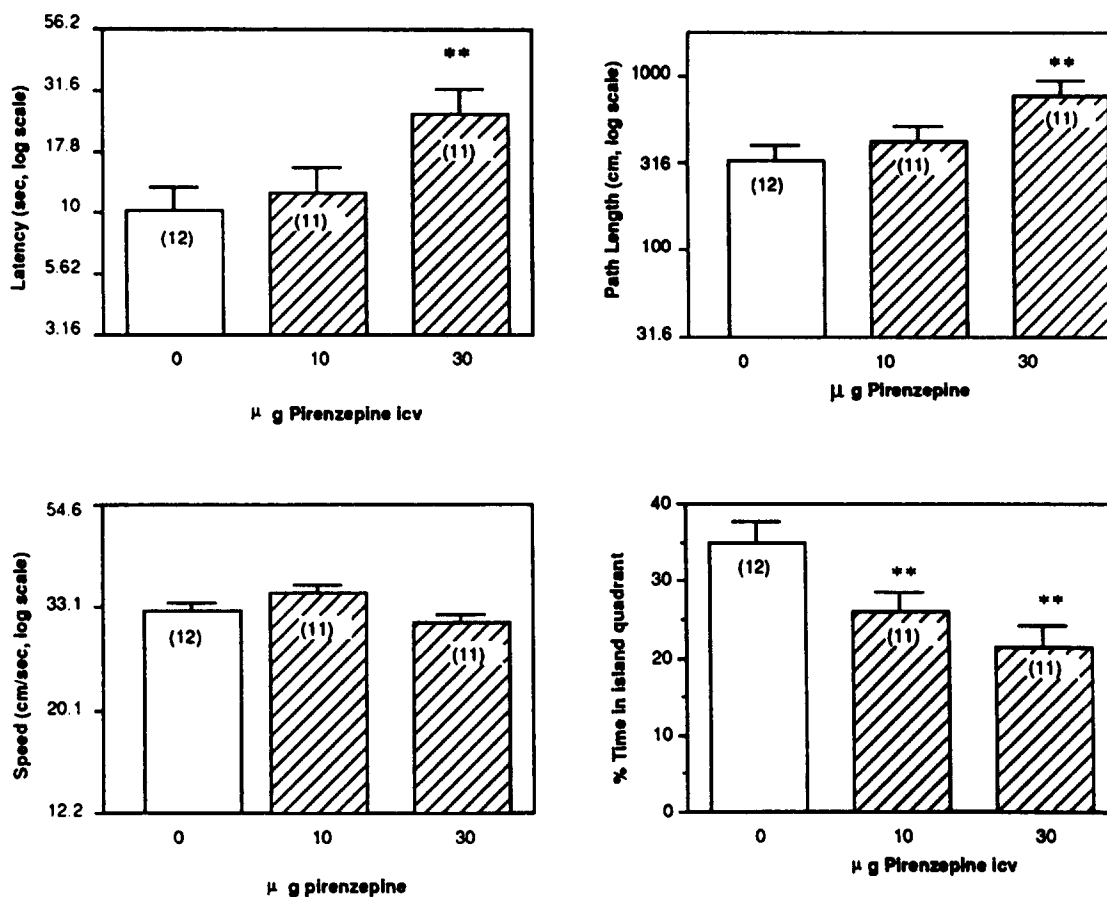 Latency (sec, log scale)
56.2
31.6
17.8
10
5.62
3.16
**
(12)
(11)
(11)
0 10 30
μ g Pirenzepine icv
Path Length (cm, log scale)
1000
316
100
31.6
**
(12)
(11)
(11)
0 10 30
μ g Pirenzepine
Speed (cm/sec, log scale)
54.6
33.1
20.1
12.2
(12)
(11)
(11)
0 10 30
μ g pirenzepine
% Time in island quadrant
40
30
20
10
0
**
**
(12)
(11)
(11)
0 10 30
μ g Pirenzepine icv